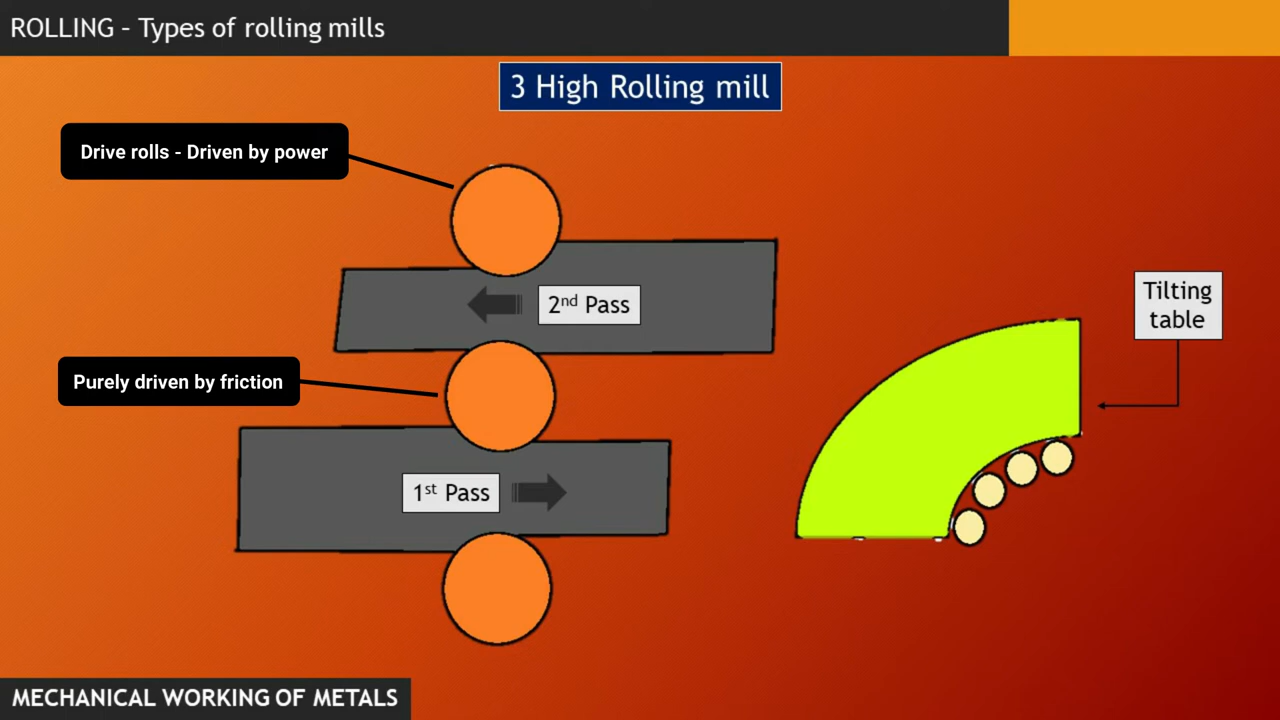 ROLLING – Types of rolling mills
3 High Rolling mill
Drive rolls - Driven by power
2nd Pass
Tilting
table
Purely driven by friction
1st Pass
MECHANICAL WORKING OF METALS